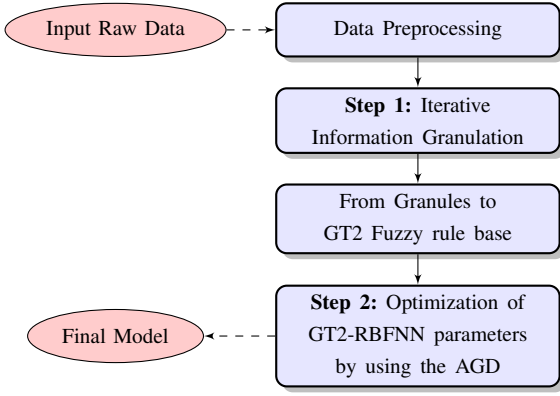 Input Raw Data
Data Preprocessing
Step 1: Iterative
Information Granulation
From Granules to
GT2 Fuzzy rule base
Step 2: Optimization of
GT2-RBFNN parameters
by using the AGD
Final Model